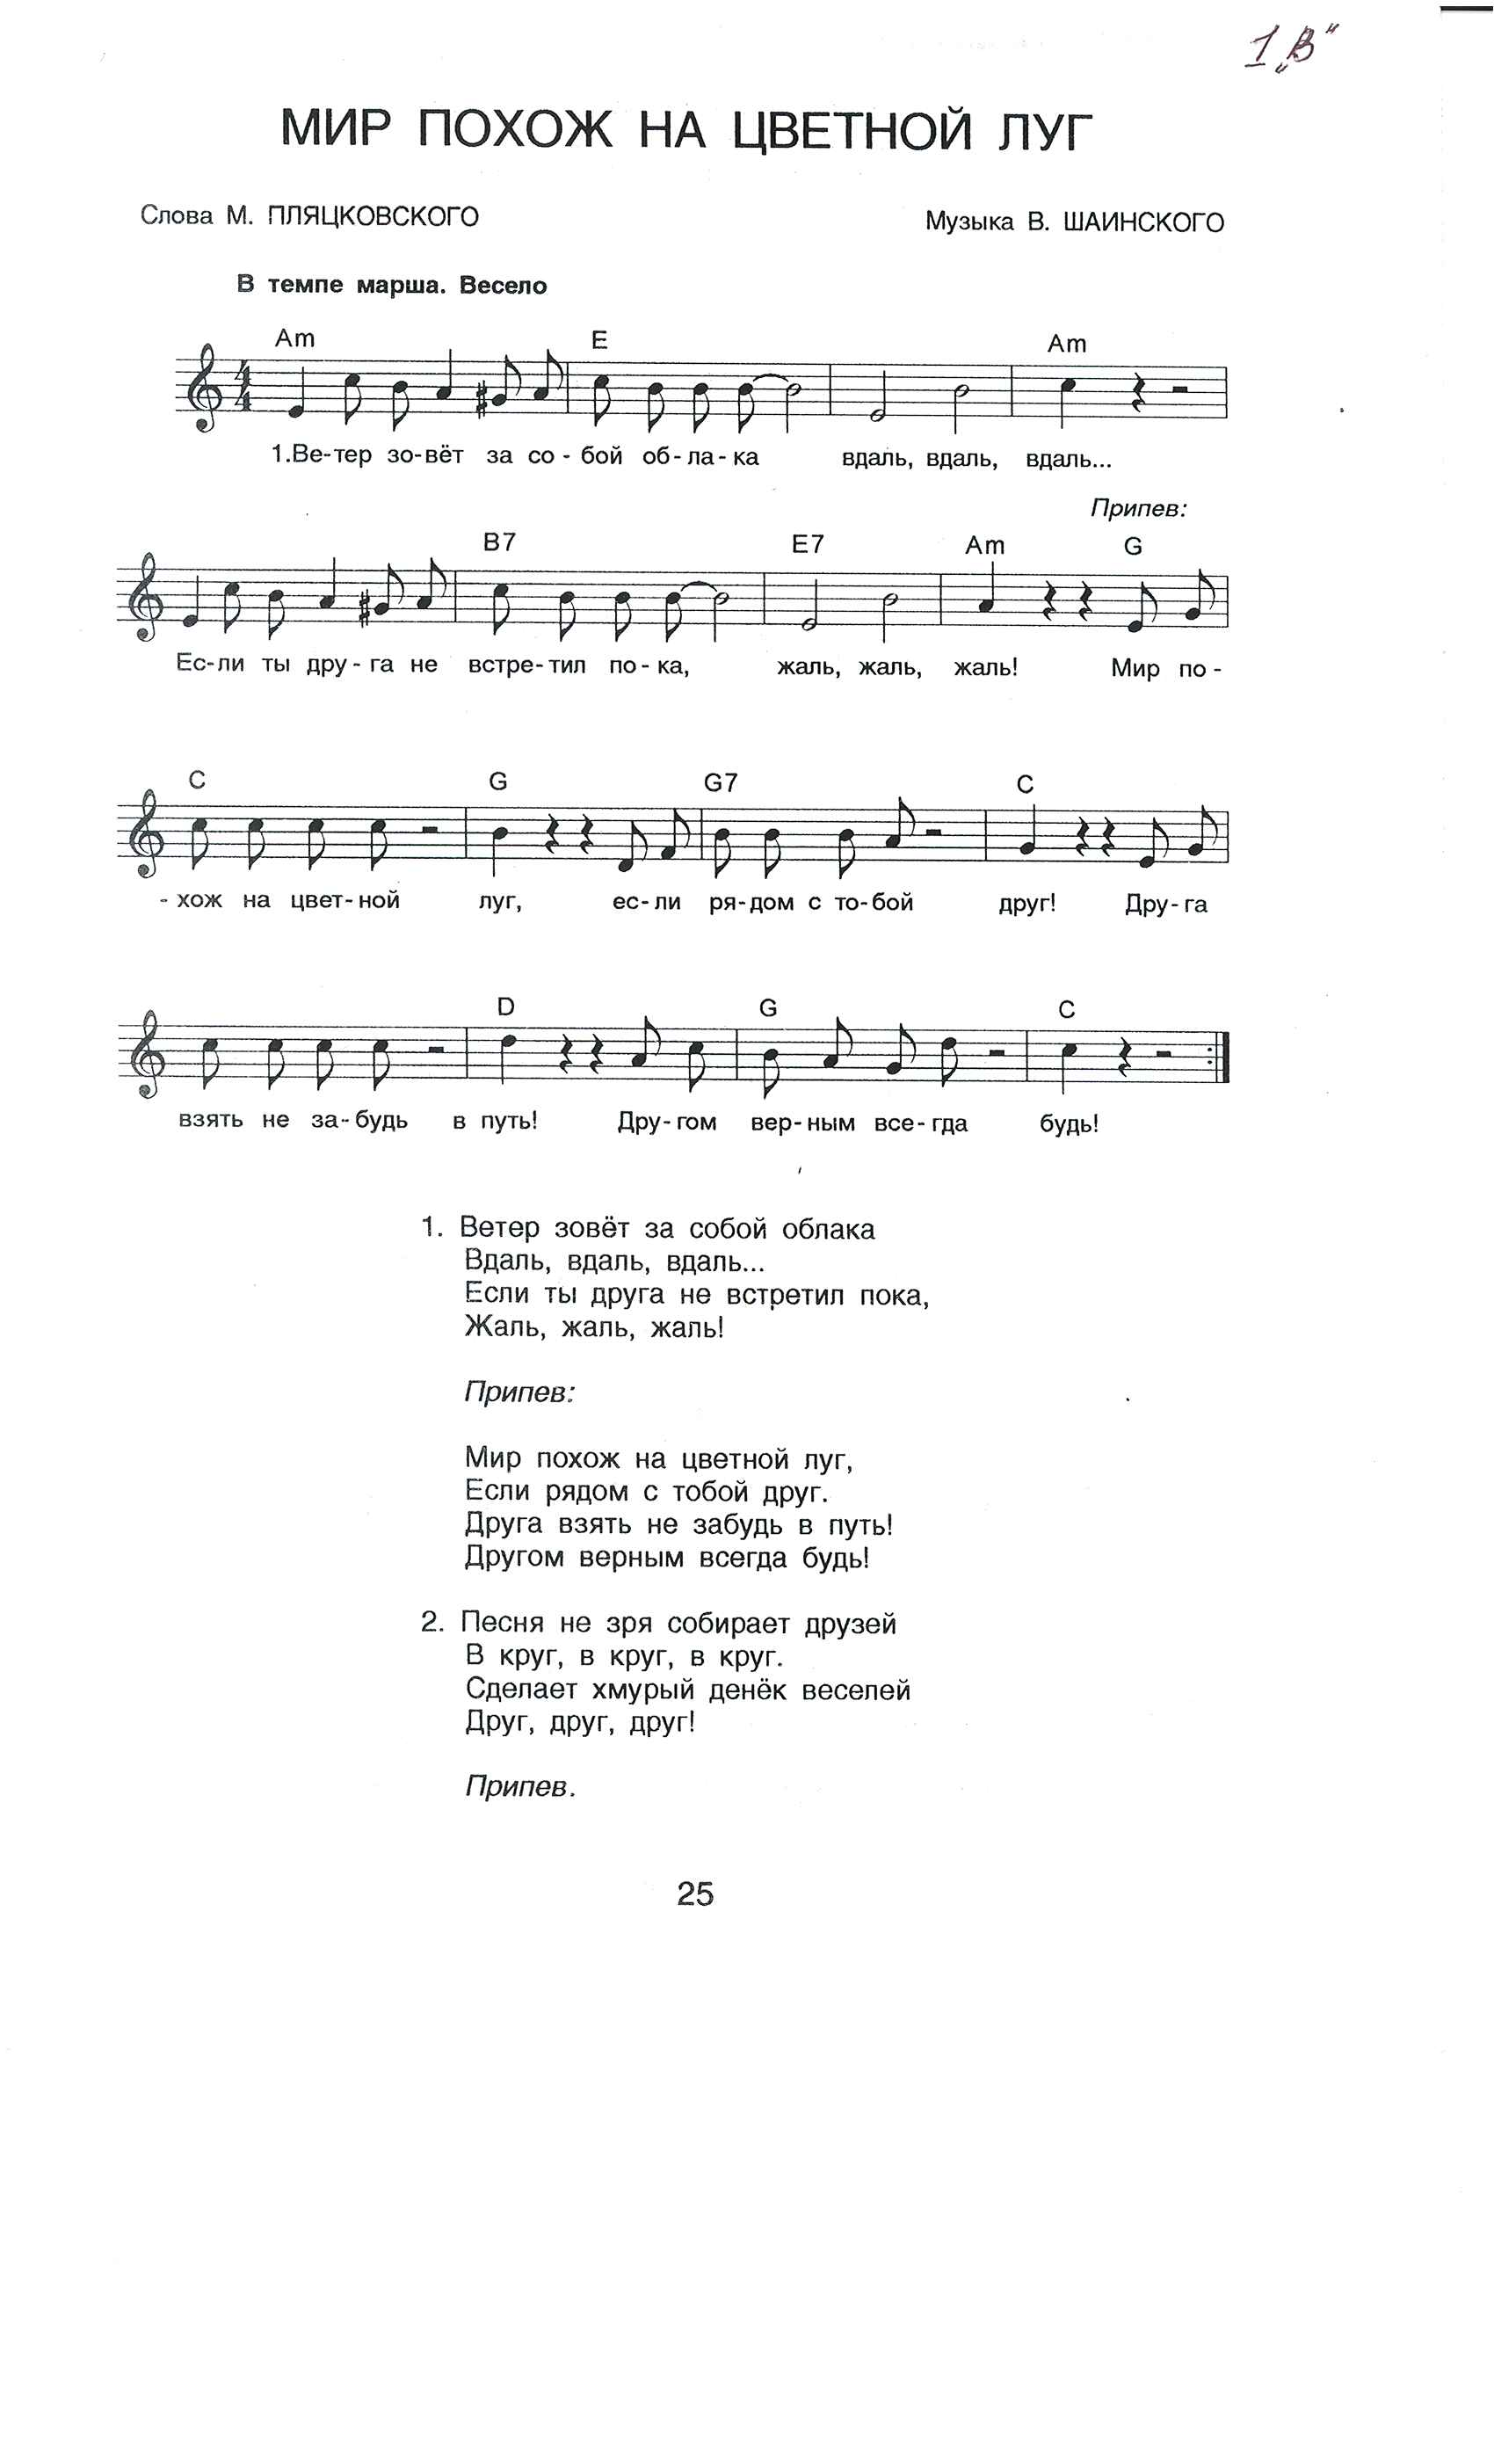 1 „В“
МИР ПОХОЖ НА ЦВЕТНОЙ ЛУГ
Слова М. ПЛЯЦКОВСКОГО Музыка В. ШАИНСКОГО
В темпе марша. Весело
Am E Am
4
4
1.Ве-тер зо-вёт за со - бой об-ла-ка вдаль, вдаль, вдаль...
Припев:
B7 E7 Am G
Ес-ли ты дру-га не встре-тил по-ка, жаль, жаль, жаль! Мир по -
C G G7 C
- хож на цвет-ной луг, ес-ли ря-дом с то-бой друг! Дру-га
D G C
взять не за-будь в путь! Дру-гом вер-ным все-гда будь!
1. Ветер зовёт за собой облака
Вдаль, вдаль, вдаль...
Если ты друга не встретил пока,
Жаль, жаль, жаль!
Припев:
Мир похож на цветной луг,
Если рядом с тобой друг.
Друга взять не забудь в путь!
Другом верным всегда будь!
2. Песня не зря собирает друзей
В круг, в круг, в круг.
Сделает хмурый денёк веселей
Друг, друг, друг!
Припев.
25